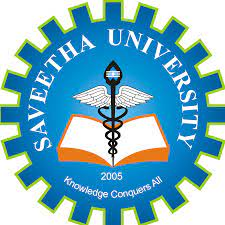 SAVEETHA UNIVERSITY
2005
Knowledge Conquers All